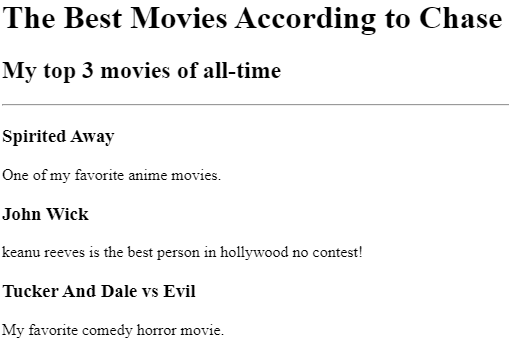 The Best Movies According to Chase
My top 3 movies of all-time
Spirited Away
One of my favorite anime movies.
John Wick
keanu reeves is the best person in hollywood no contest!
Tucker And Dale vs Evil
My favorite comedy horror movie.